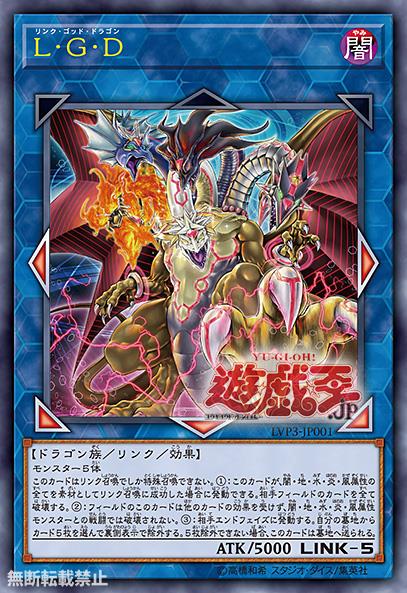 リンク・ゴッド・ドラゴン
L・G・D
やみ
闇
YU-GI-OH!
遊戯王
.JP
LVP3-JP001
【ドラゴン族／リンク／効果】
モンスター５体
このカードはリンク召喚でしか特殊召喚できない。①：このカードが、闇・地・水・炎・風属性の
全てを素材としてリンク召喚に成功した場合に発動できる。相手フィールドのカードを全て
破壊する。②：フィールドのこのカードは他のカードの効果を受けず、闇・地・水・炎・風属性
モンスターとの戦闘では破壊されない。③：相手エンドフェイズに発動する。自分の墓地から
カード５枚を選んで裏側表示で除外する。５枚除外できない場合、このカードは墓地へ送られる。
ATK/5000 LINK-5
無断転載禁止
©高橋和希 スタジオ・ダイス/集英社